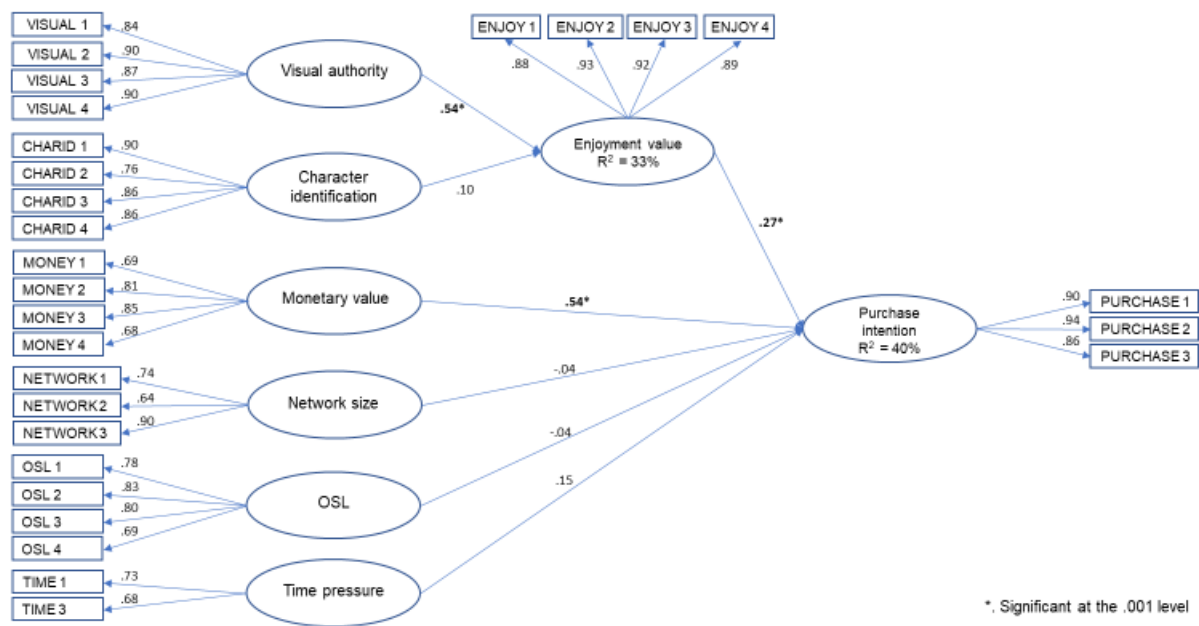 VISUAL 1
.84
VISUAL 2
.90
VISUAL 3
.87
VISUAL 4
.90
Visual authority
.54*
ENJOY 1
ENJOY 2
ENJOY 3
ENJOY 4
.88
.93
.92
.89
Enjoyment value
R² = 33%
CHARID 1
.90
CHARID 2
.76
CHARID 3
.86
CHARID 4
.86
Character
identification
.10
.27*
MONEY 1
.69
MONEY 2
.81
MONEY 3
.85
MONEY 4
.68
Monetary value
.54*
Purchase
intention
R² = 40%
.90
PURCHASE 1
.94
PURCHASE 2
.86
PURCHASE 3
NETWORK 1
.74
NETWORK 2
.64
NETWORK 3
.90
Network size
-.04
OSL 1
.78
OSL 2
.83
OSL 3
.80
OSL 4
.69
OSL
-.04
TIME 1
.73
TIME 3
.68
Time pressure
.15
*. Significant at the .001 level